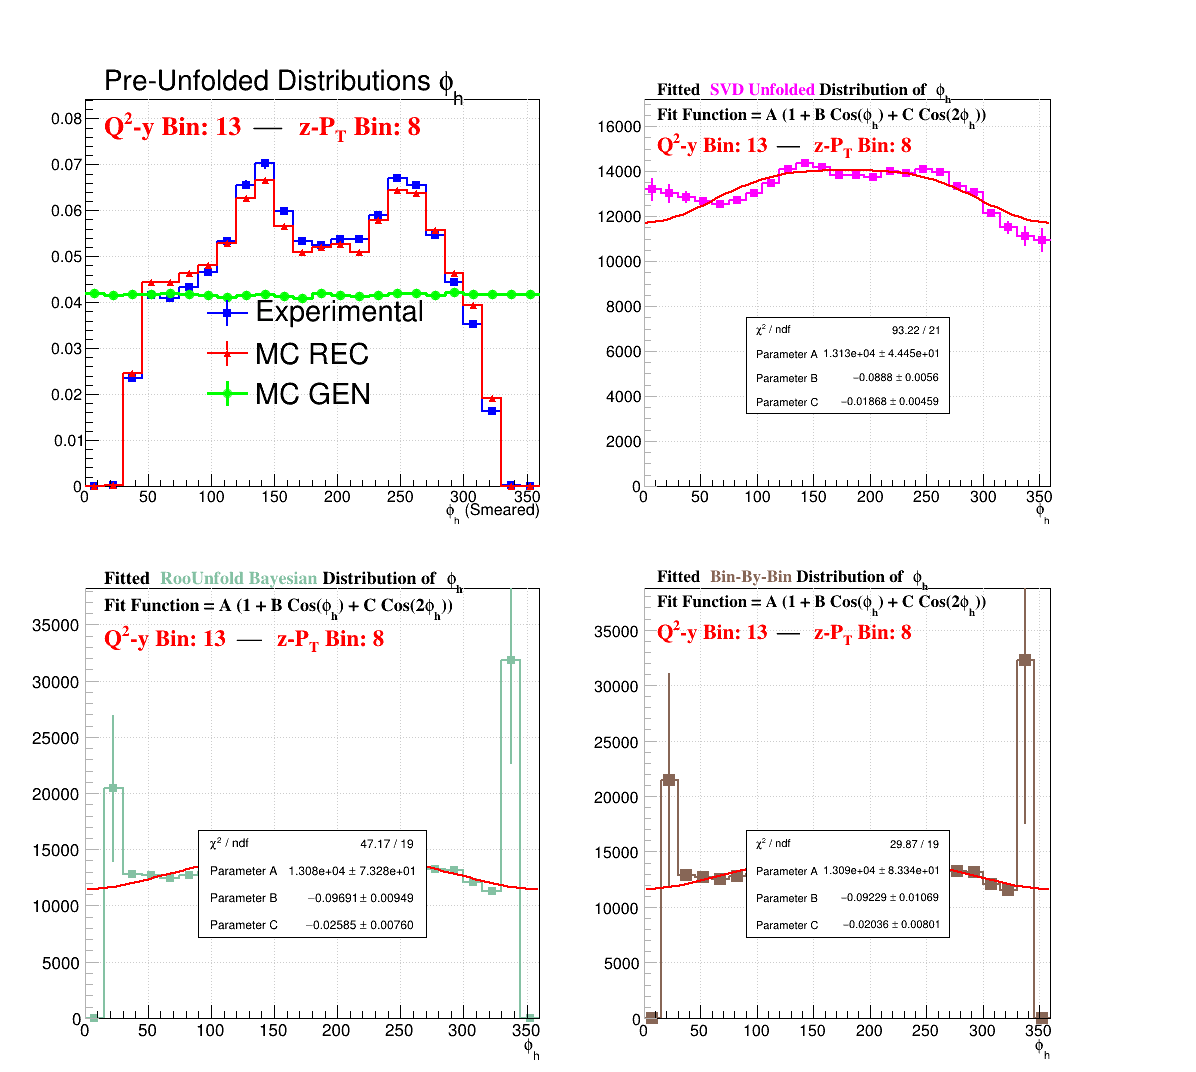 Pre-Unfolded Distributions ϕh
Q²-y Bin: 13 — z-PT Bin: 8
0.08
0.07
0.06
0.05
0.04
0.03
0.02
0.01
0
Experimental
MC REC
MC GEN
0 50 100 150 200 250 300 350
ϕh (Smeared)
Fitted SVD Unfolded Distribution of ϕh
Fit Function = A (1 + B Cos(ϕh) + C Cos(2ϕh))
Q²-y Bin: 13 — z-PT Bin: 8
16000
14000
12000
10000
8000
6000
4000
2000
0
χ² / ndf 93.22 / 21
Parameter A 1.313e+04 ± 4.445e+01
Parameter B −0.0888 ± 0.0056
Parameter C −0.01868 ± 0.00459
0 50 100 150 200 250 300 350
ϕh
Fitted RooUnfold Bayesian Distribution of ϕh
Fit Function = A (1 + B Cos(ϕh) + C Cos(2ϕh))
Q²-y Bin: 13 — z-PT Bin: 8
35000
30000
25000
20000
15000
10000
5000
0
χ² / ndf 47.17 / 19
Parameter A 1.308e+04 ± 7.328e+01
Parameter B −0.09691 ± 0.00949
Parameter C −0.02585 ± 0.00760
0 50 100 150 200 250 300 350
ϕh
Fitted Bin-By-Bin Distribution of ϕh
Fit Function = A (1 + B Cos(ϕh) + C Cos(2ϕh))
Q²-y Bin: 13 — z-PT Bin: 8
35000
30000
25000
20000
15000
10000
5000
0
χ² / ndf 29.87 / 19
Parameter A 1.309e+04 ± 8.334e+01
Parameter B −0.09229 ± 0.01069
Parameter C −0.02036 ± 0.00801
0 50 100 150 200 250 300 350
ϕh